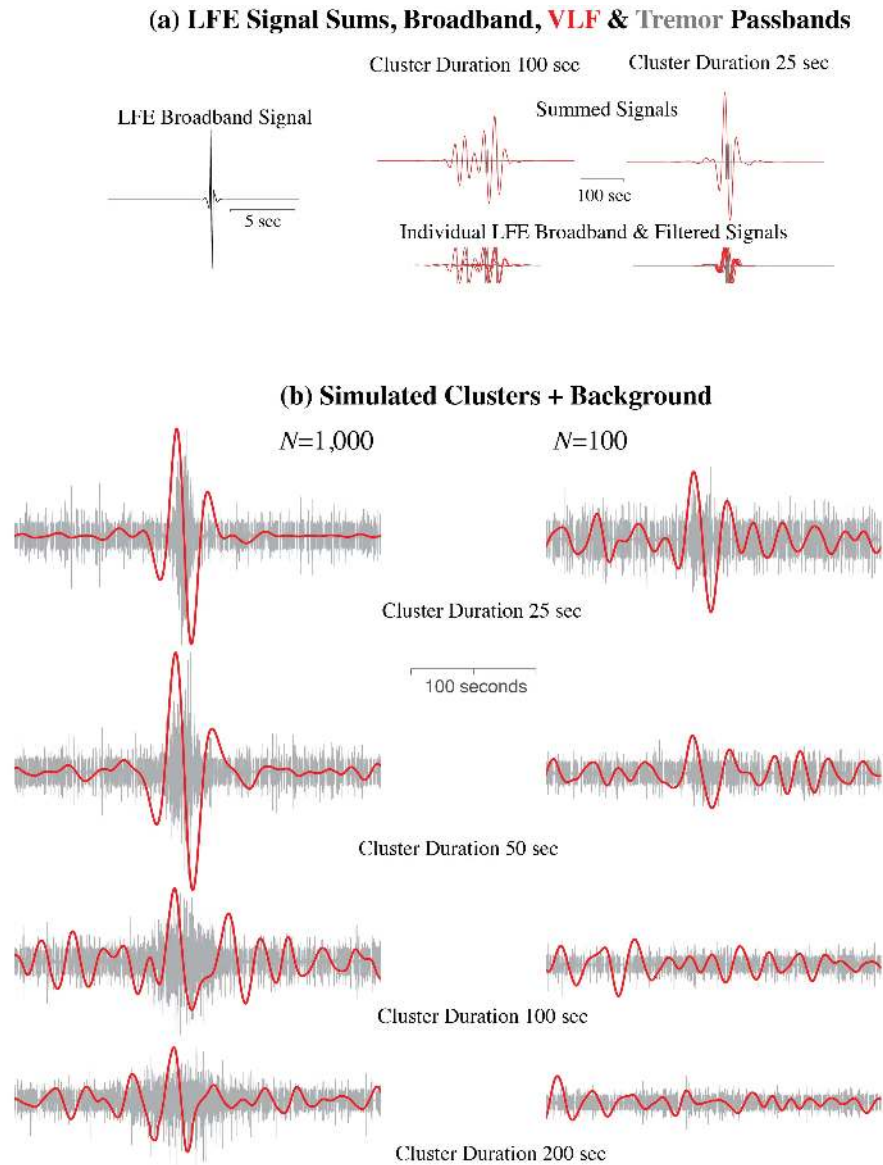 (a) LFE Signal Sums, Broadband, VLF & Tremor Passbands
Cluster Duration 100 sec
Cluster Duration 25 sec
LFE Broadband Signal
Summed Signals
5 sec
100 sec
Individual LFE Broadband & Filtered Signals
(b) Simulated Clusters + Background
N=1,000
N=100
Cluster Duration 25 sec
100 seconds
Cluster Duration 50 sec
Cluster Duration 100 sec
Cluster Duration 200 sec